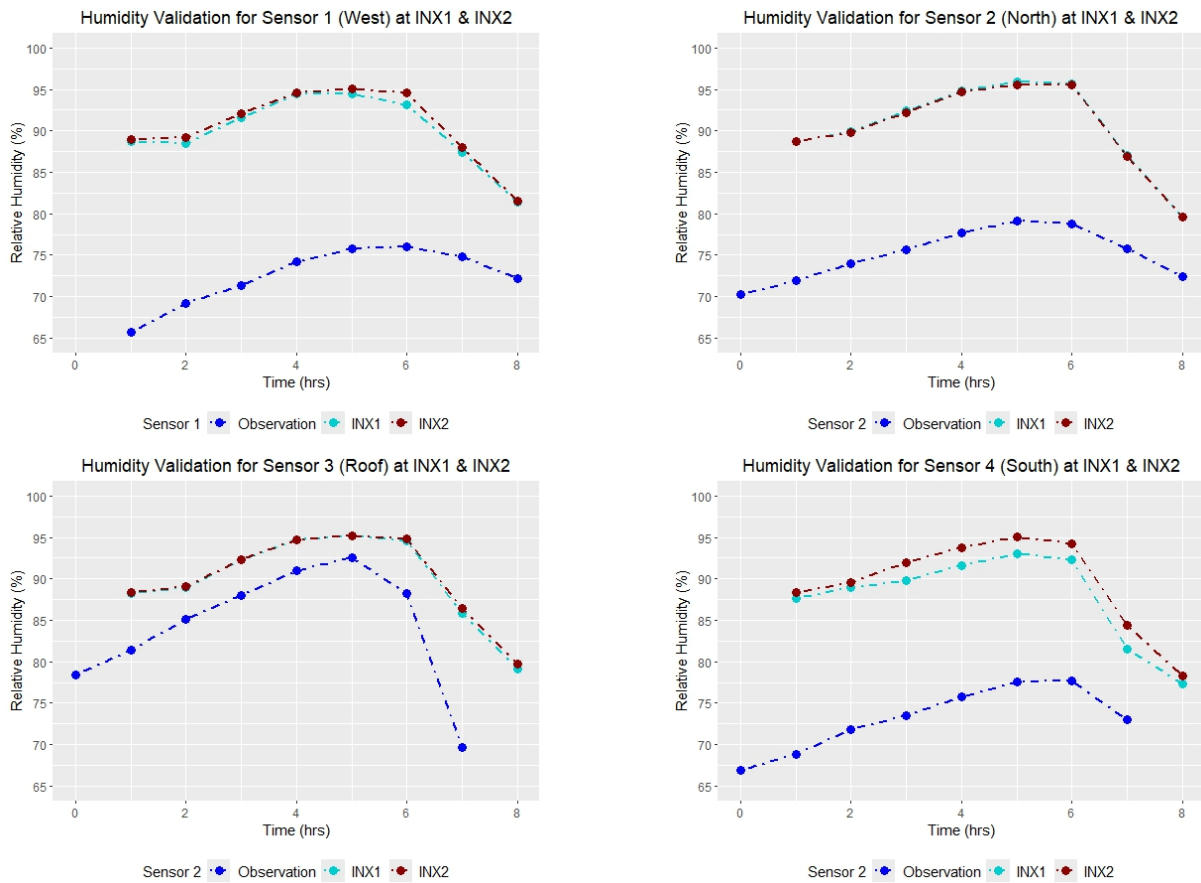 Humidity Validation for Sensor 1 (West) at INX1 & INX2
100
95
90
85
80
75
70
65
Relative Humidity (%)
0 2 4 6 8
Time (hrs)
Sensor 1 Observation INX1 INX2
Humidity Validation for Sensor 2 (North) at INX1 & INX2
100
95
90
85
80
75
70
65
Relative Humidity (%)
0 2 4 6 8
Time (hrs)
Sensor 2 Observation INX1 INX2
Humidity Validation for Sensor 3 (Roof) at INX1 & INX2
100
95
90
85
80
75
70
65
Relative Humidity (%)
0 2 4 6 8
Time (hrs)
Sensor 2 Observation INX1 INX2
Humidity Validation for Sensor 4 (South) at INX1 & INX2
100
95
90
85
80
75
70
65
Relative Humidity (%)
0 2 4 6 8
Time (hrs)
Sensor 2 Observation INX1 INX2